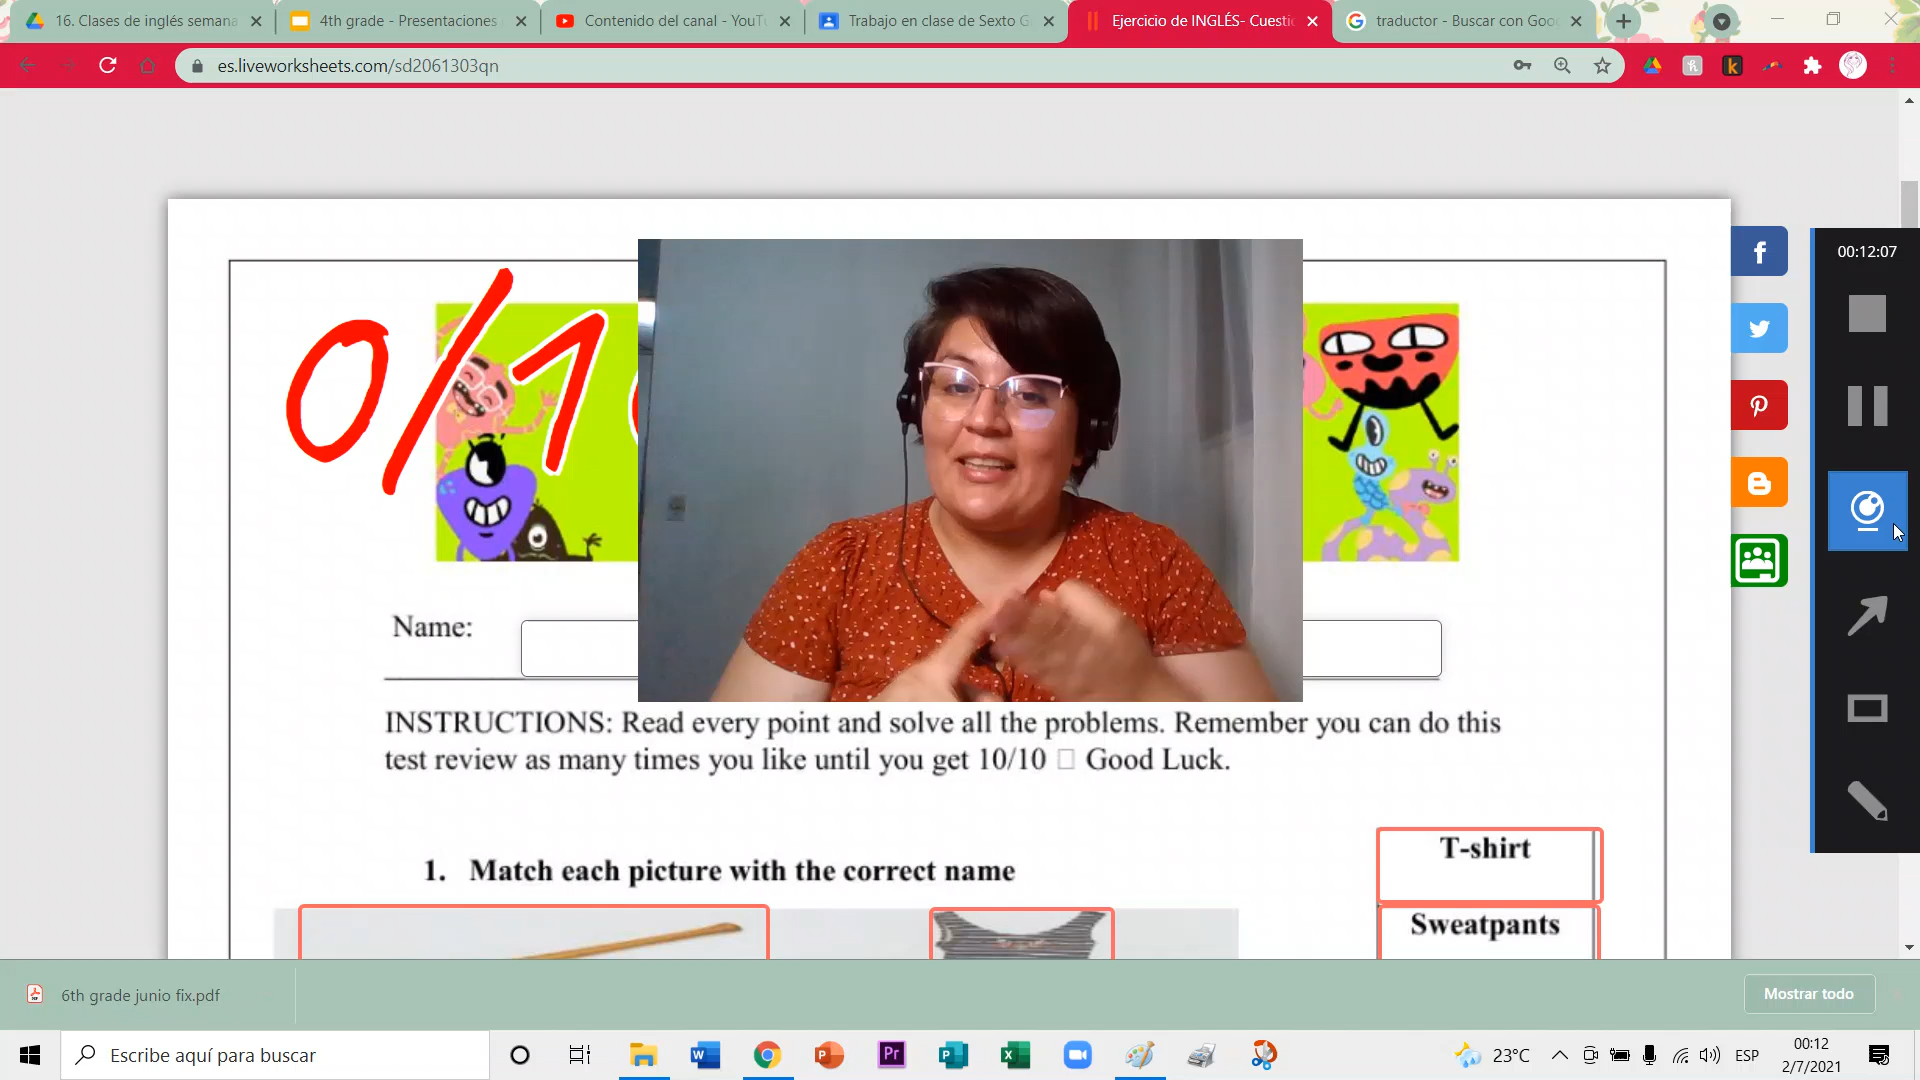 16. Clases de inglés semana
4th grade - Presentaciones
Contenido del canal - YouTu
Trabajo en clase de Sexto G
Ejercicio de INGLÉS- Cuesti
traductor - Buscar con Goo
es.liveworksheets.com/sd2061303qn
00:12:07
0/1
Name:
INSTRUCTIONS: Read every point and solve all the problems. Remember you can do this
test review as many times you like until you get 10/10 □ Good Luck.
1. Match each picture with the correct name
T-shirt
Sweatpants
6th grade junio fix.pdf
Mostrar todo
Escribe aquí para buscar
23°C
ESP
00:12
2/7/2021